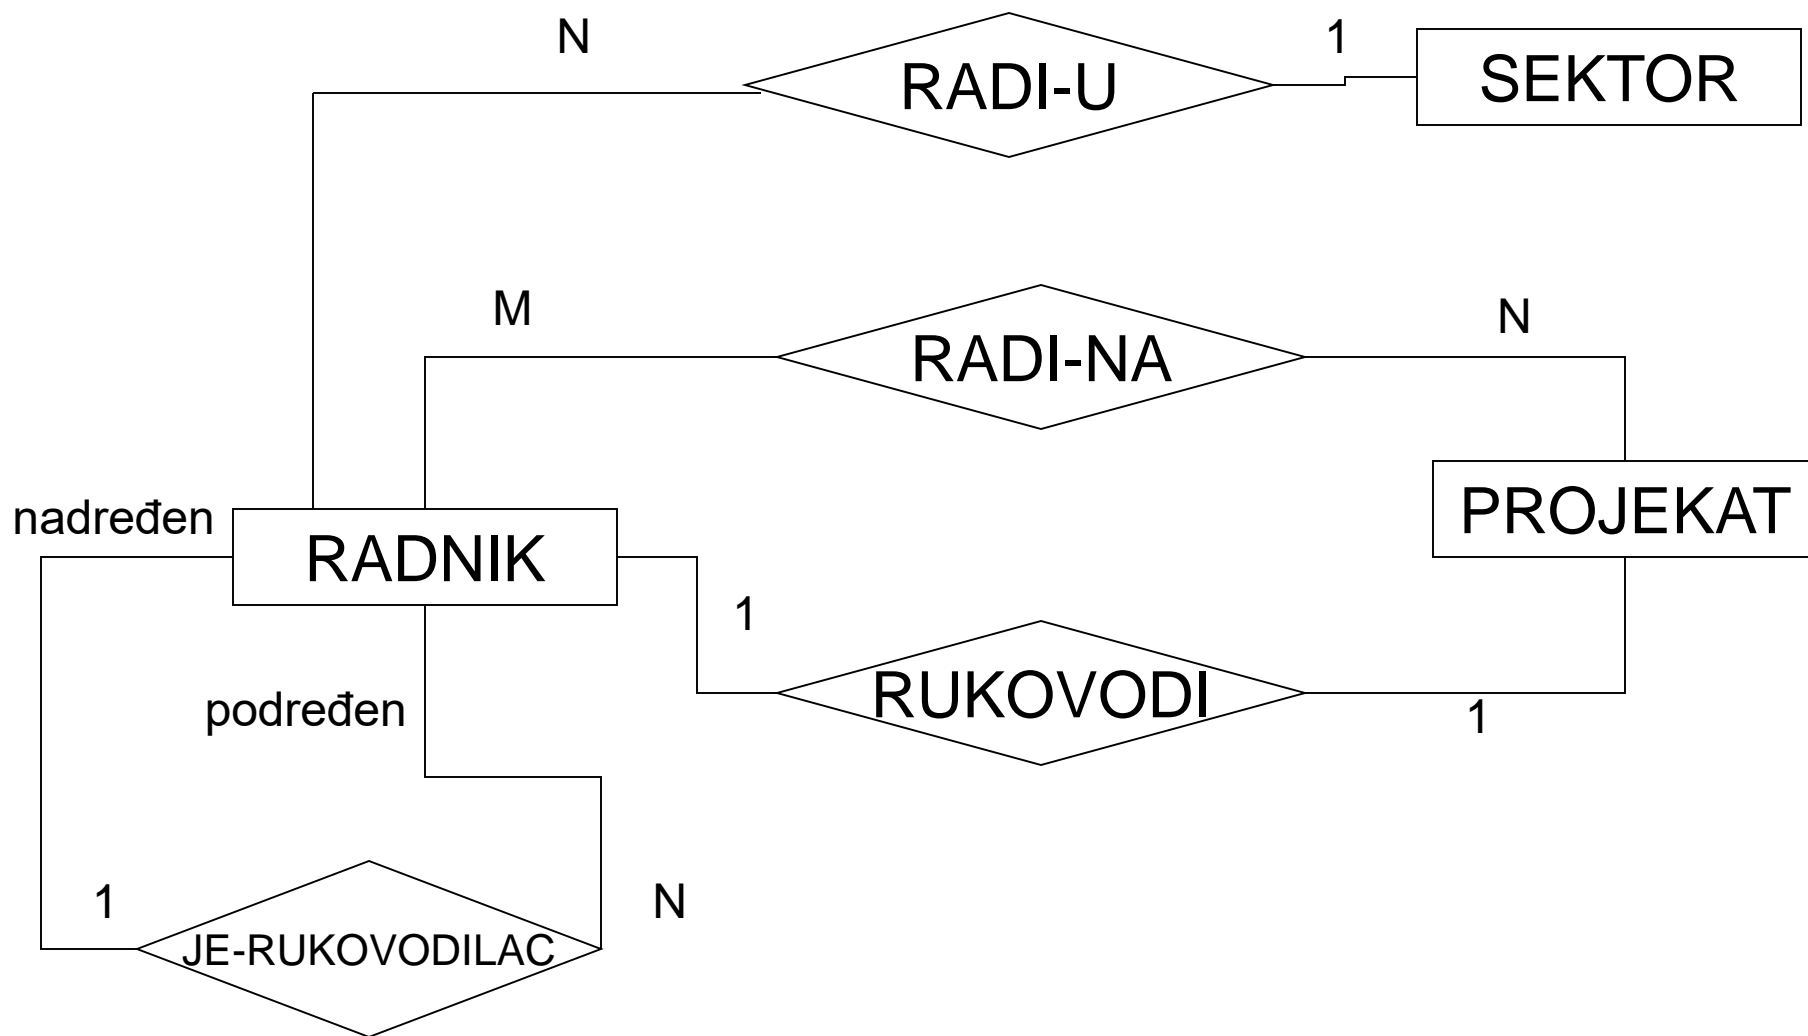 N
1
RADI-U
SEKTOR
M
N
RADI-NA
nadređen
RADNIK
PROJEKAT
1
RUKOVODI
podređen
1
1
N
JE-RUKOVODILAC